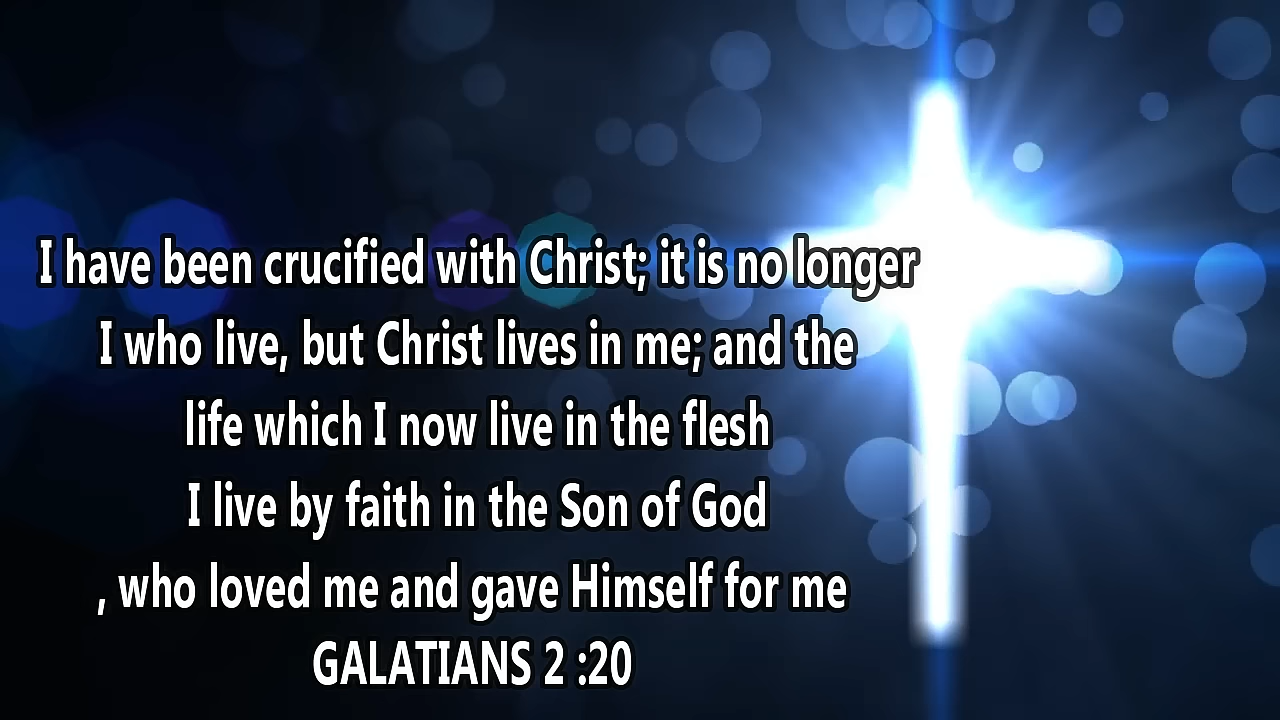 I have been crucified with Christ; it is no longer
I who live, but Christ lives in me; and the
life which I now live in the flesh
I live by faith in the Son of God
, who loved me and gave Himself for me
GALATIANS 2 :20